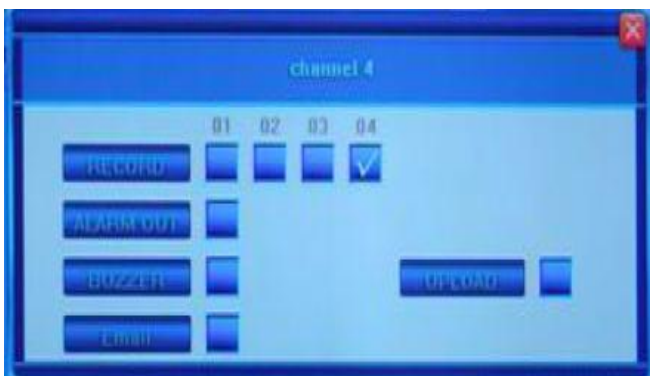 channel 4
01 02 03 04
RECORD
ALARM OUT
BUZZER UPLOAD
Email